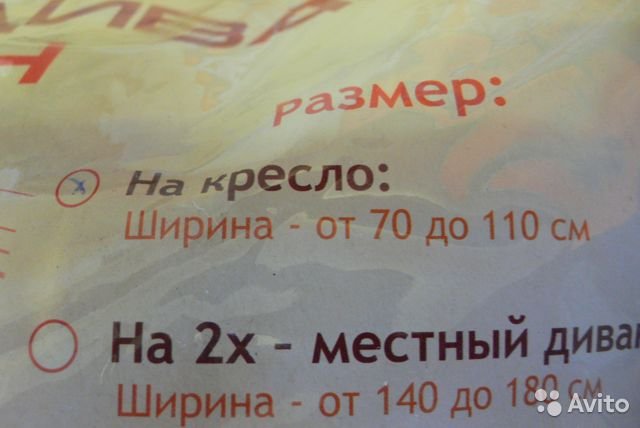 размер:
На кресло:
Ширина - от 70 до 110 см
На 2х - местный диван
Ширина - от 140 до 180 см
Avito